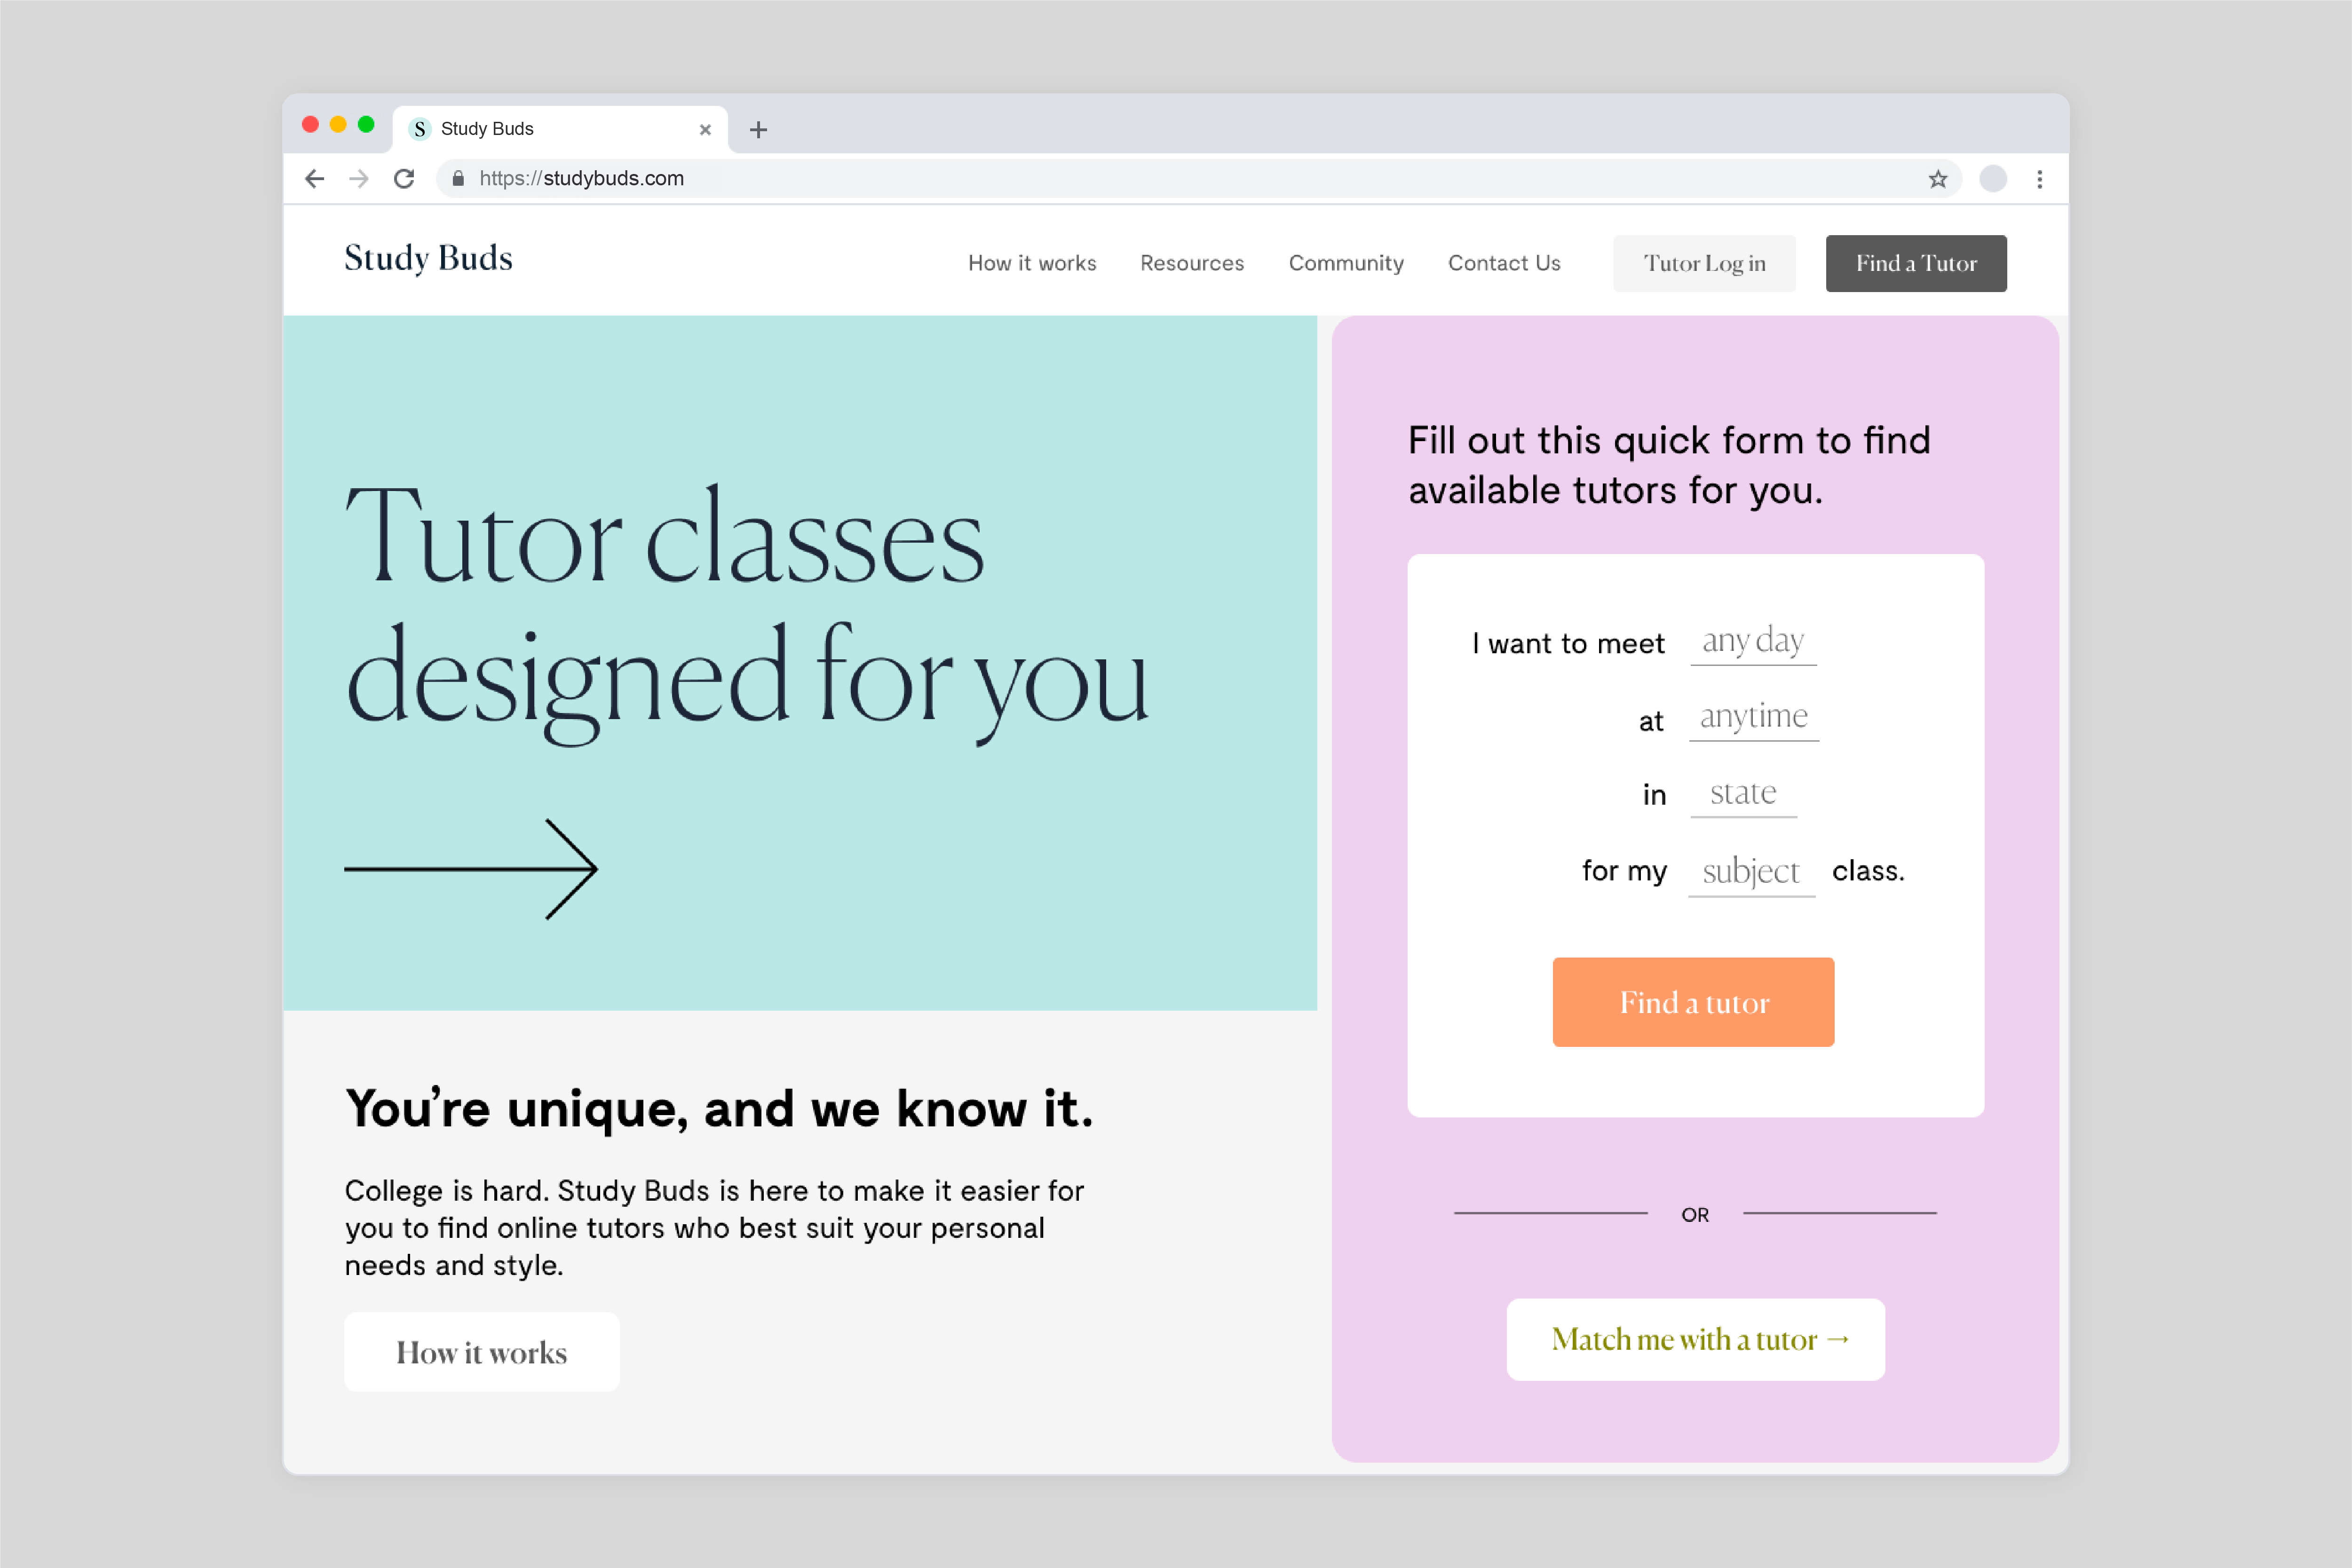 Study Buds
https://studybuds.com
Study Buds
How it works
Resources
Community
Contact Us
Tutor Log in
Find a Tutor
Tutor classes
designed for you
You’re unique, and we know it.
College is hard. Study Buds is here to make it easier for
you to find online tutors who best suit your personal
needs and style.
How it works
Fill out this quick form to find
available tutors for you.
I want to meet any day
at anytime
in state
for my subject class.
Find a tutor
OR
Match me with a tutor →